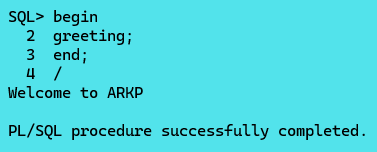 SQL> begin
  2  greeting;
  3  end;
  4  /
Welcome to ARKP

PL/SQL procedure successfully completed.